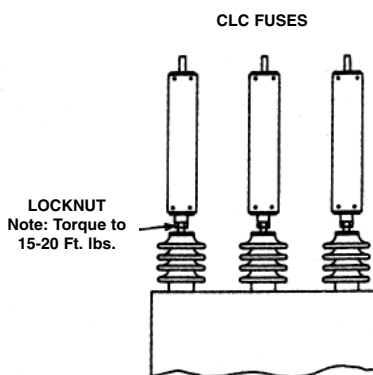 CLC FUSES
LOCKNUT
Note: Torque to
15-20 Ft. lbs.